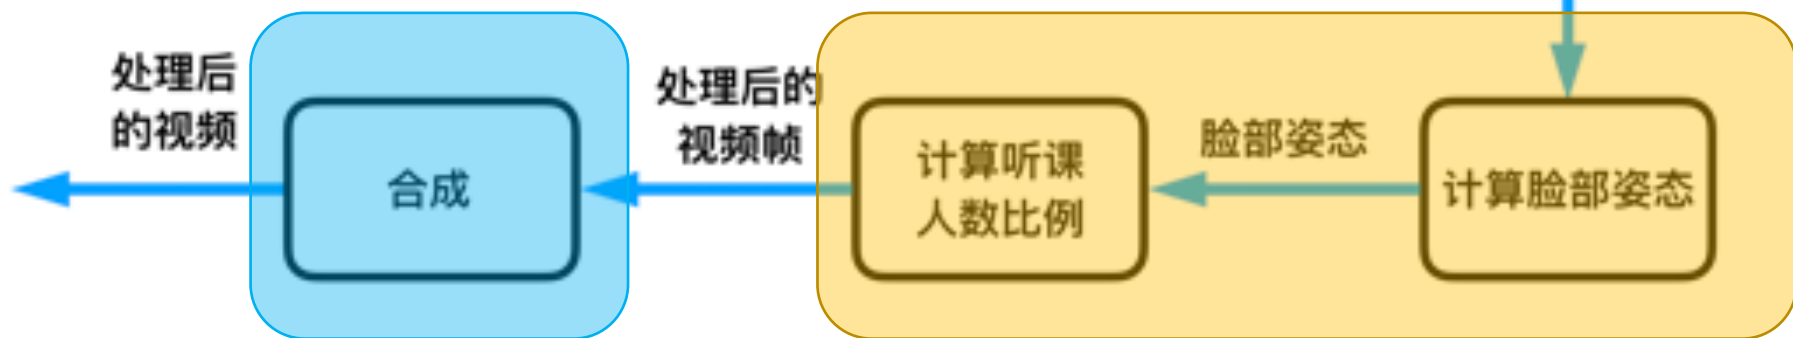 处理后
的视频
合成
处理后的
视频帧
计算听课
人数比例
脸部姿态
计算脸部姿态